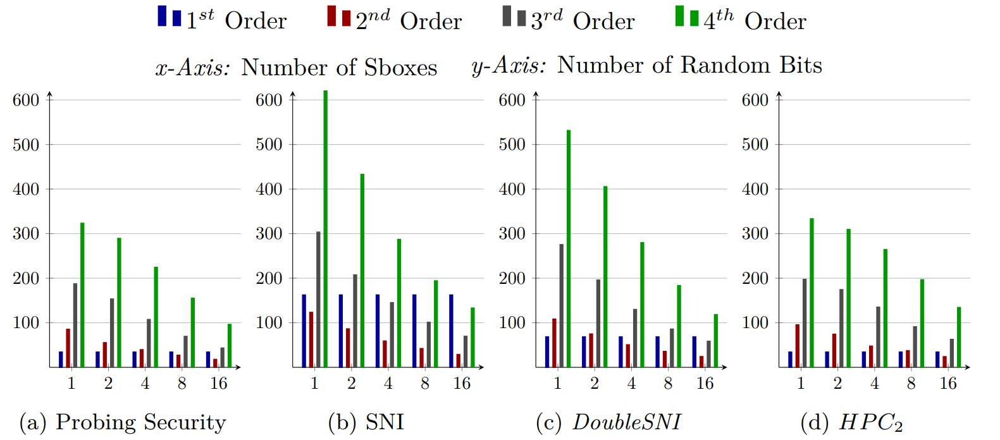 1st Order 2nd Order 3rd Order 4th Order
x-Axis: Number of Sboxes y-Axis: Number of Random Bits
600
500
400
300
200
100
1 2 4 8 16
(a) Probing Security
600
500
400
300
200
100
1 2 4 8 16
(b) SNI
600
500
400
300
200
100
1 2 4 8 16
(c) DoubleSNI
600
500
400
300
200
100
1 2 4 8 16
(d) HPC2